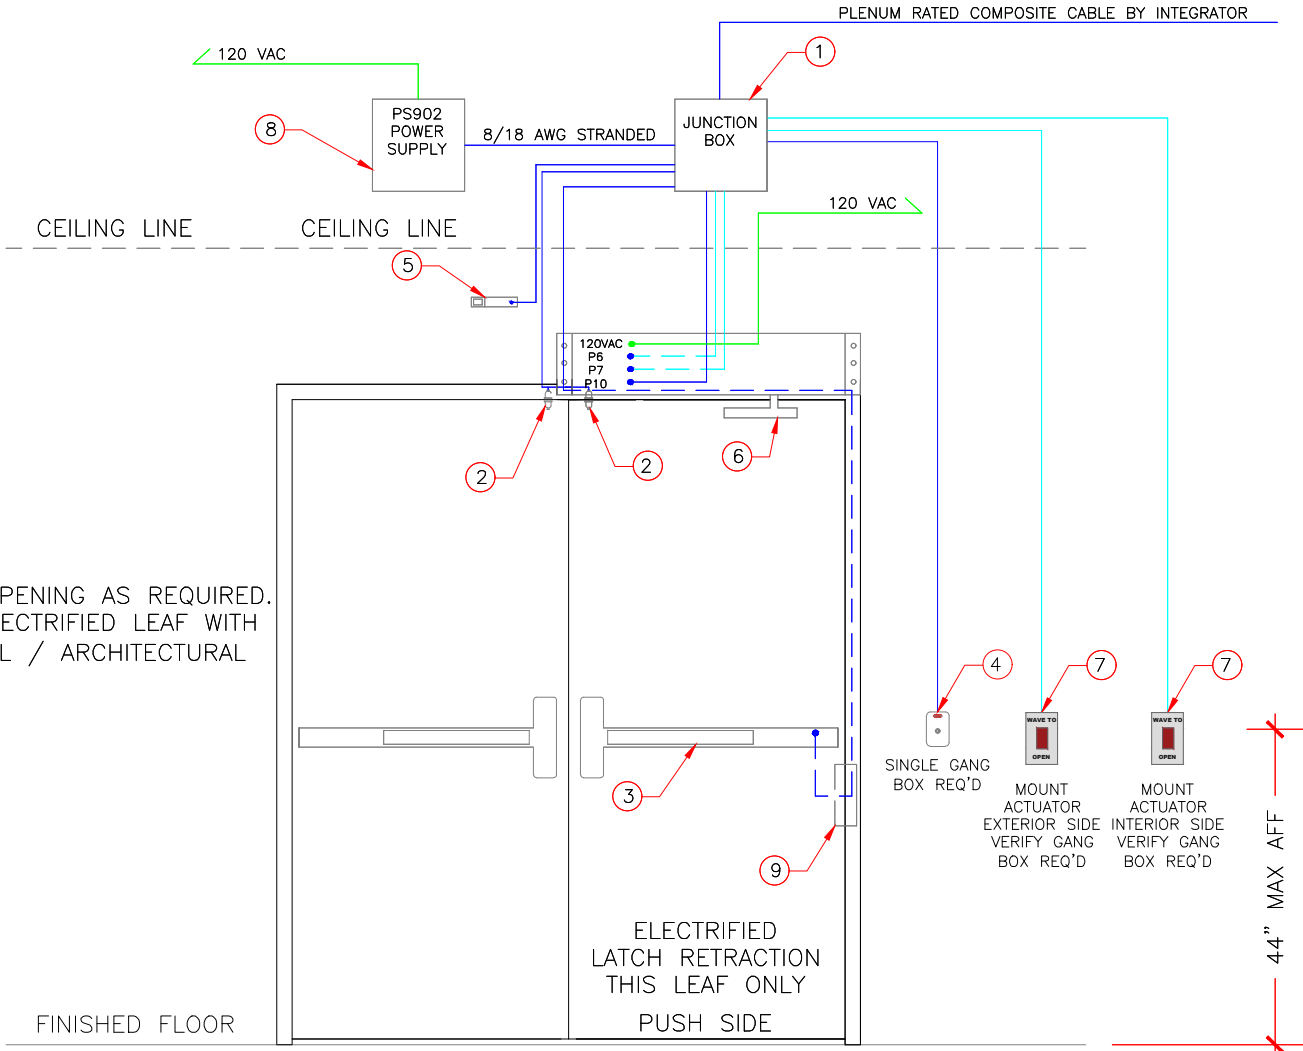 PLENUM RATED COMPOSITE CABLE BY INTEGRATOR
120 VAC
1
PS902
POWER
SUPPLY
8
8/18 AWG STRANDED
JUNCTION
BOX
120 VAC
CEILING LINE
CEILING LINE
5
120VAC
P6
P7
P10
2
2
6
PENING AS REQUIRED.
ECTRIFIED LEAF WITH
L / ARCHITECTURAL
4
7
7
WAVE TO
OPEN
WAVE TO
OPEN
SINGLE GANG
BOX REQ'D
MOUNT
ACTUATOR
EXTERIOR SIDE
VERIFY GANG
BOX REQ'D
MOUNT
ACTUATOR
INTERIOR SIDE
VERIFY GANG
BOX REQ'D
3
9
44" MAX AFF
ELECTRIFIED
LATCH RETRACTION
THIS LEAF ONLY
PUSH SIDE
FINISHED FLOOR